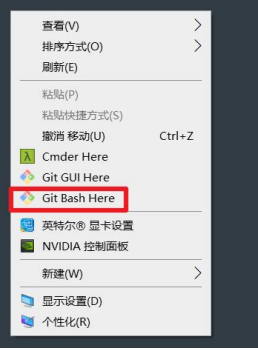 查看(V)
排序方式(O)
刷新(E)
粘贴(P)
粘贴快捷方式(S)
撤消 移动(U) Ctrl+Z
λ Cmder Here
Git GUI Here
Git Bash Here
英特尔® 显卡设置
NVIDIA 控制面板
新建(W)
显示设置(D)
个性化(R)